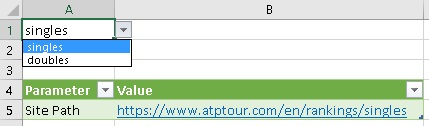 A B
1 singles
singles
2 doubles
3
4 Parameter Value
5 Site Path https://www.atptour.com/en/rankings/singles